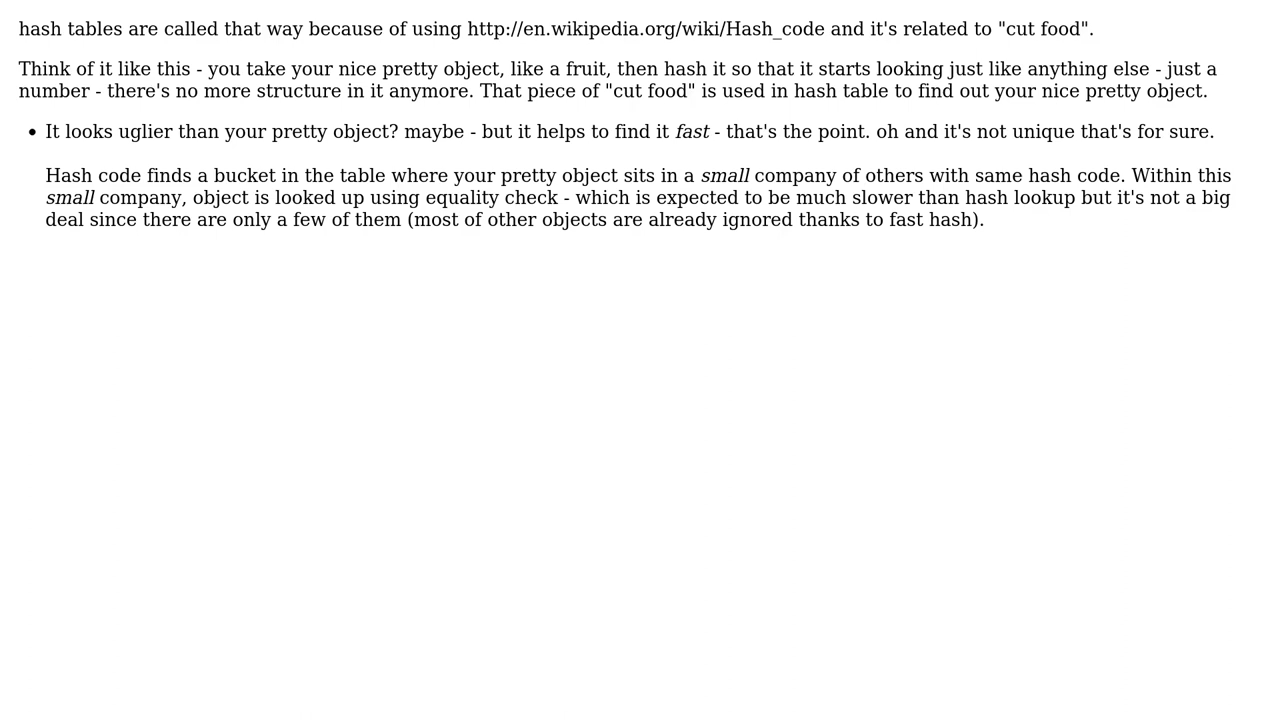 hash tables are called that way because of using http://en.wikipedia.org/wiki/Hash_code and it's related to "cut food".
Think of it like this - you take your nice pretty object, like a fruit, then hash it so that it starts looking just like anything else - just a
number - there's no more structure in it anymore. That piece of "cut food" is used in hash table to find out your nice pretty object.
• It looks uglier than your pretty object? maybe - but it helps to find it fast - that's the point. oh and it's not unique that's for sure.
Hash code finds a bucket in the table where your pretty object sits in a small company of others with same hash code. Within this
small company, object is looked up using equality check - which is expected to be much slower than hash lookup but it's not a big
deal since there are only a few of them (most of other objects are already ignored thanks to fast hash).